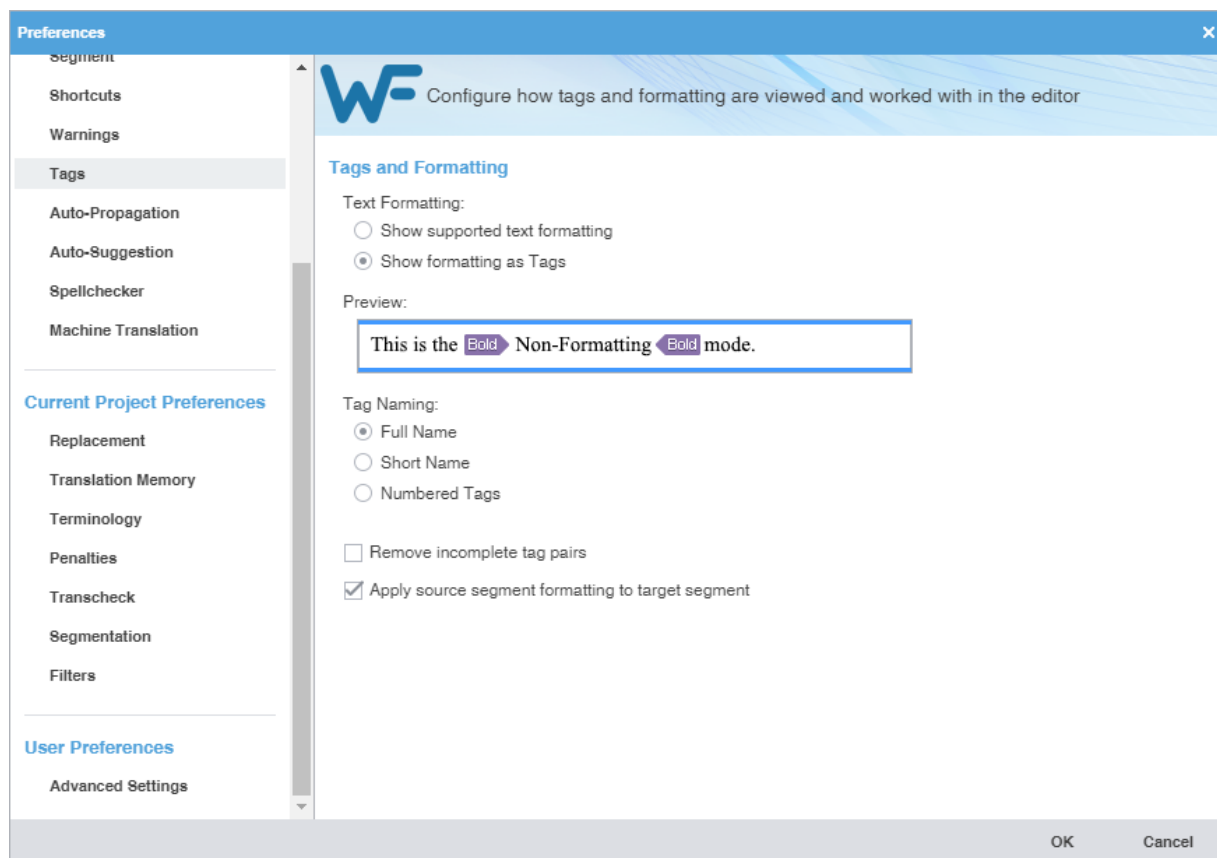 Preferences
Segment
Shortcuts
Warnings
Tags
Auto-Propagation
Auto-Suggestion
Spellchecker
Machine Translation
Current Project Preferences
Replacement
Translation Memory
Terminology
Penalties
Transcheck
Segmentation
Filters
User Preferences
Advanced Settings
WF
Configure how tags and formatting are viewed and worked with in the editor
Tags and Formatting
Text Formatting:
Show supported text formatting
Show formatting as Tags
Preview:
This is the Bold Non-Formatting Bold mode.
Tag Naming:
Full Name
Short Name
Numbered Tags
Remove incomplete tag pairs
Apply source segment formatting to target segment
OK
Cancel